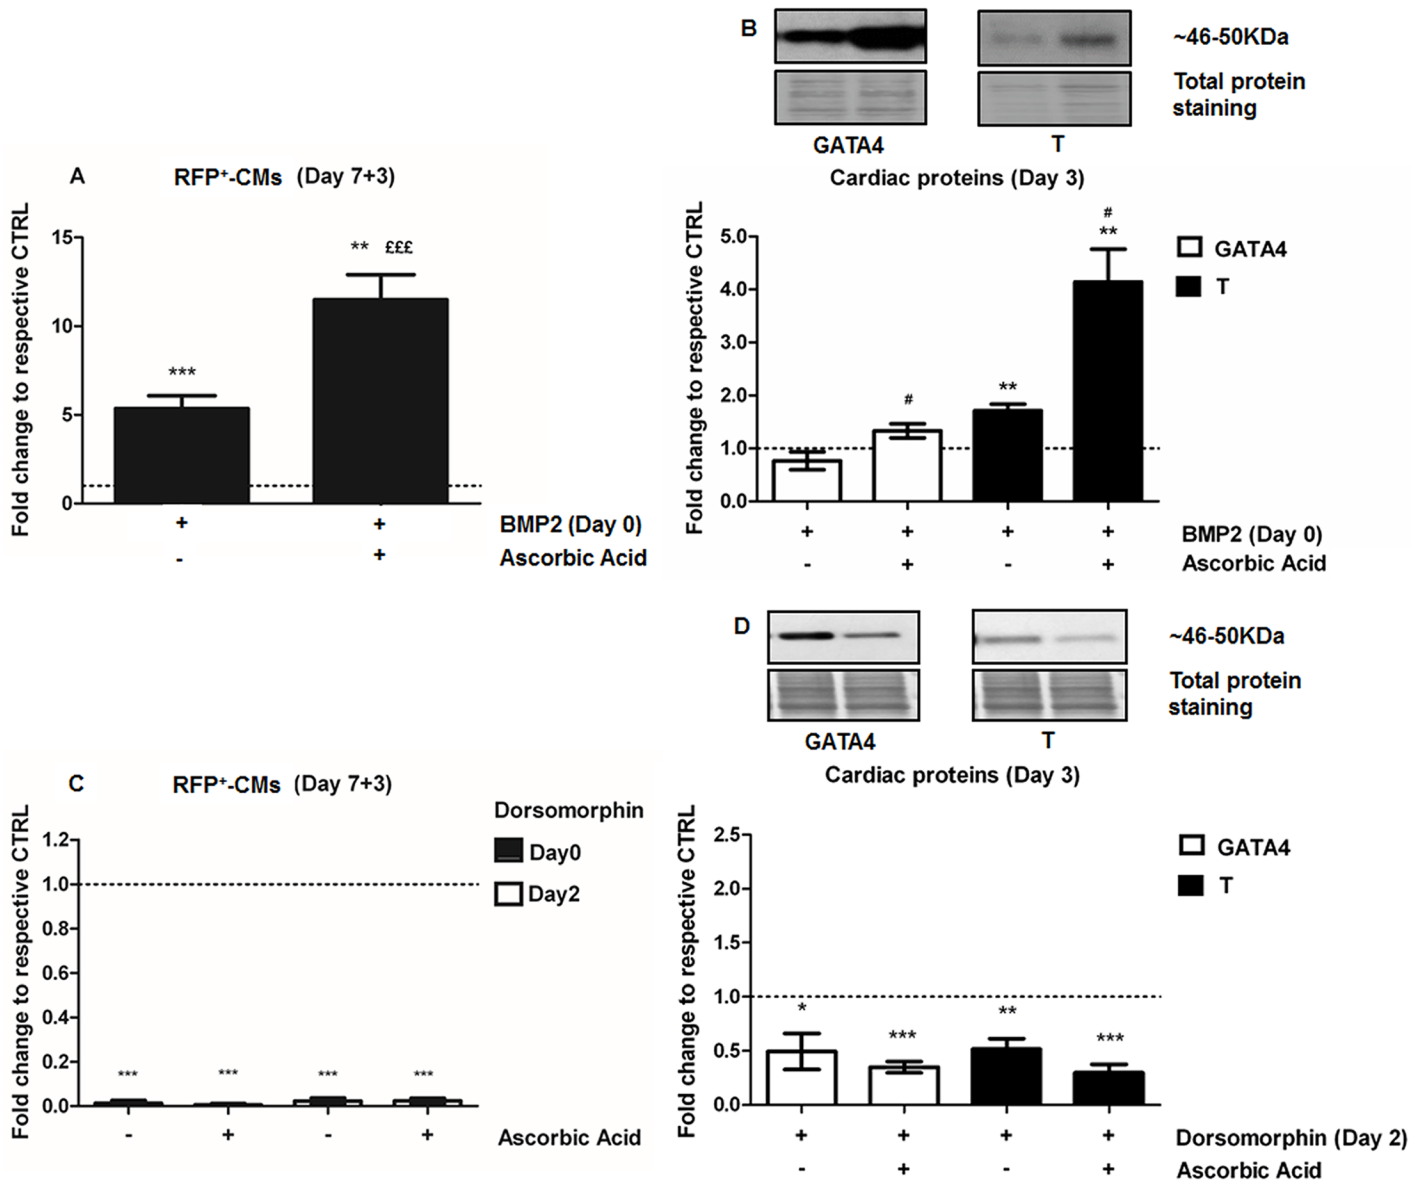 A
RFP+-CMs (Day 7+3)
Fold change to respective CTRL
15
10
5
0
***
** £££
+ +
BMP2 (Day 0)
- +
Ascorbic Acid
B
~46-50KDa
Total protein
staining
GATA4
T
Cardiac proteins (Day 3)
Fold change to respective CTRL
5.0
4.0
3.0
2.0
1.0
0.0
#
**
#
**
GATA4
T
+ + + +
BMP2 (Day 0)
- + - +
Ascorbic Acid
C
RFP+-CMs (Day 7+3)
Fold change to respective CTRL
1.2
1.0
0.8
0.6
0.4
0.2
0.0
*** *** *** ***
Dorsomorphin
Day0
Day2
- + - +
Ascorbic Acid
D
~46-50KDa
Total protein
staining
GATA4
T
Cardiac proteins (Day 3)
Fold change to respective CTRL
2.5
2.0
1.5
1.0
0.5
0.0
* *** ** ***
GATA4
T
+ + + +
Dorsomorphin (Day 2)
- + - +
Ascorbic Acid